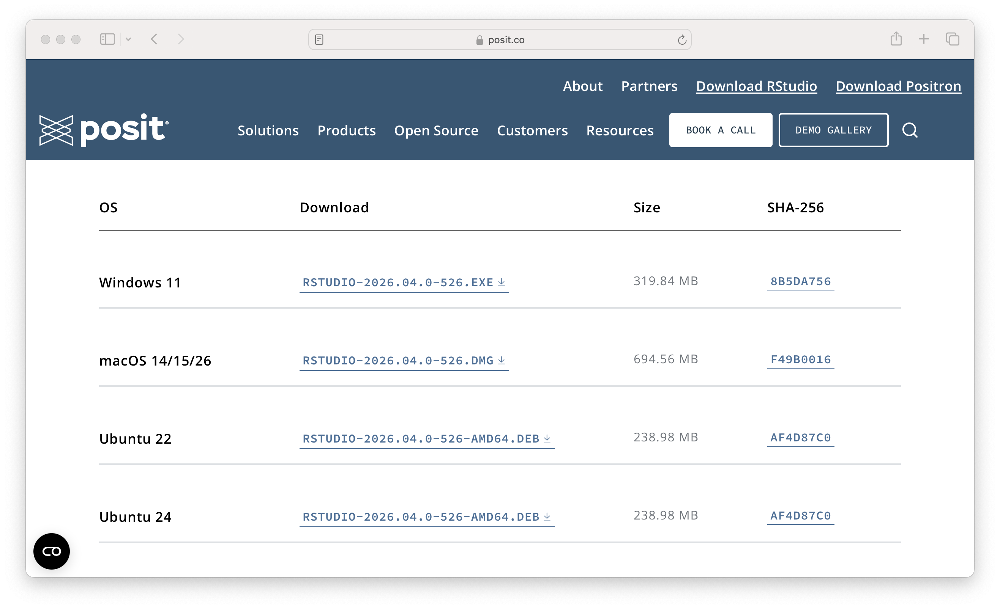 posit.co
About Partners Download RStudio Download Positron
posit® Solutions Products Open Source Customers Resources BOOK A CALL DEMO GALLERY
OS Download Size SHA-256
Windows 11 RSTUDIO-2026.04.0-526.EXE 319.84 MB 8B5DA756
macOS 14/15/26 RSTUDIO-2026.04.0-526.DMG 694.56 MB F49B0016
Ubuntu 22 RSTUDIO-2026.04.0-526-AMD64.DEB 238.98 MB AF4D87C0
Ubuntu 24 RSTUDIO-2026.04.0-526-AMD64.DEB 238.98 MB AF4D87C0